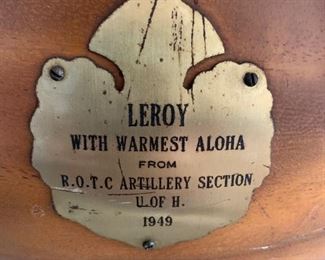 LEROY
WITH WARMEST ALOHA
FROM
R.O.T.C ARTILLERY SECTION
U.OF H.
1949